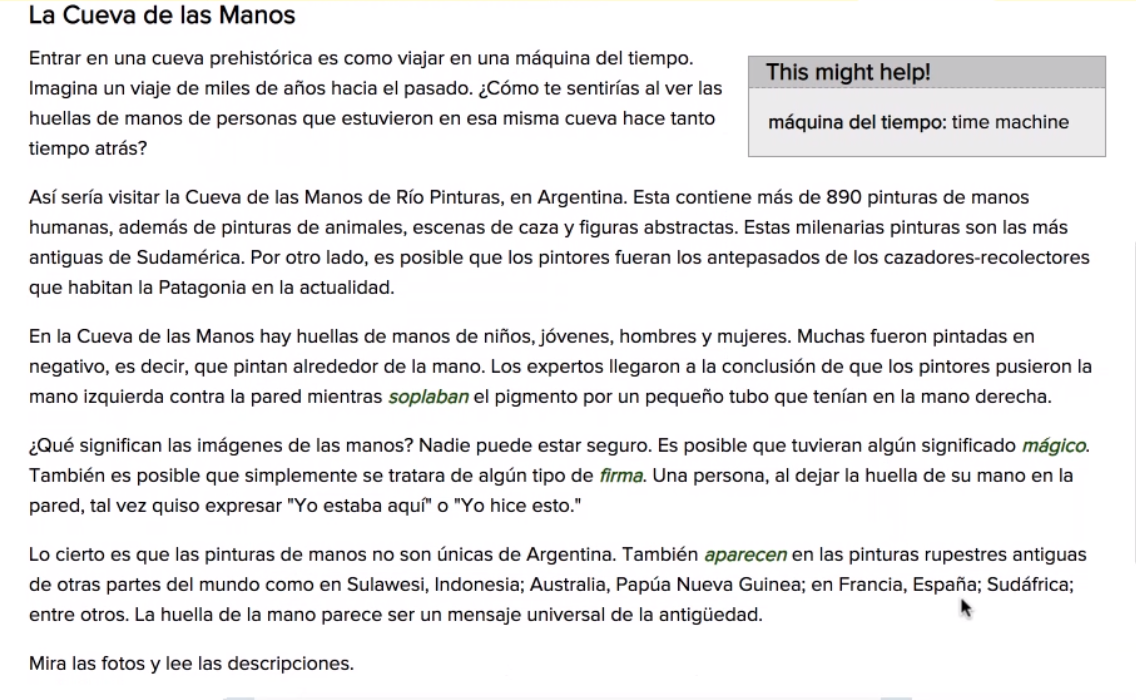 La Cueva de las Manos
Entrar en una cueva prehistórica es como viajar en una máquina del tiempo.
Imagina un viaje de miles de años hacia el pasado. ¿Cómo te sentirías al ver las
huellas de manos de personas que estuvieron en esa misma cueva hace tanto
tiempo atrás?
This might help!
máquina del tiempo: time machine
Así sería visitar la Cueva de las Manos de Río Pinturas, en Argentina. Esta contiene más de 890 pinturas de manos
humanas, además de pinturas de animales, escenas de caza y figuras abstractas. Estas milenarias pinturas son las más
antiguas de Sudamérica. Por otro lado, es posible que los pintores fueran los antepasados de los cazadores-recolectores
que habitan la Patagonia en la actualidad.
En la Cueva de las Manos hay huellas de manos de niños, jóvenes, hombres y mujeres. Muchas fueron pintadas en
negativo, es decir, que pintan alrededor de la mano. Los expertos llegaron a la conclusión de que los pintores pusieron la
mano izquierda contra la pared mientras soplaban el pigmento por un pequeño tubo que tenían en la mano derecha.
¿Qué significan las imágenes de las manos? Nadie puede estar seguro. Es posible que tuvieran algún significado mágico.
También es posible que simplemente se tratara de algún tipo de firma. Una persona, al dejar la huella de su mano en la
pared, tal vez quiso expresar "Yo estaba aquí" o "Yo hice esto."
Lo cierto es que las pinturas de manos no son únicas de Argentina. También aparecen en las pinturas rupestres antiguas
de otras partes del mundo como en Sulawesi, Indonesia; Australia, Papúa Nueva Guinea; en Francia, España; Sudáfrica;
entre otros. La huella de la mano parece ser un mensaje universal de la antigüedad.
Mira las fotos y lee las descripciones.